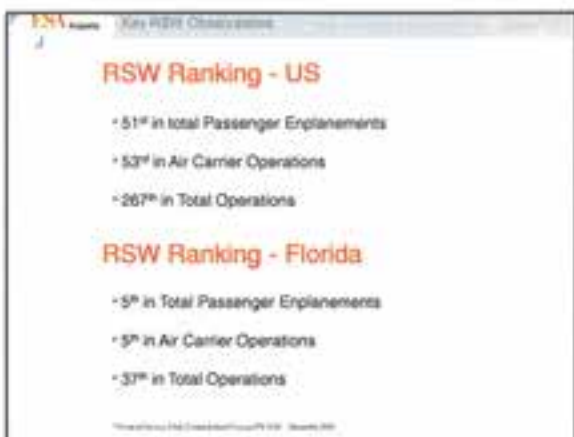 Key RSW Observations
RSW Ranking - US
• 51st in total Passenger Enplanements
• 53rd in Air Carrier Operations
• 267th in Total Operations
RSW Ranking - Florida
• 5th in Total Passenger Enplanements
• 5th in Air Carrier Operations
• 37th in Total Operations